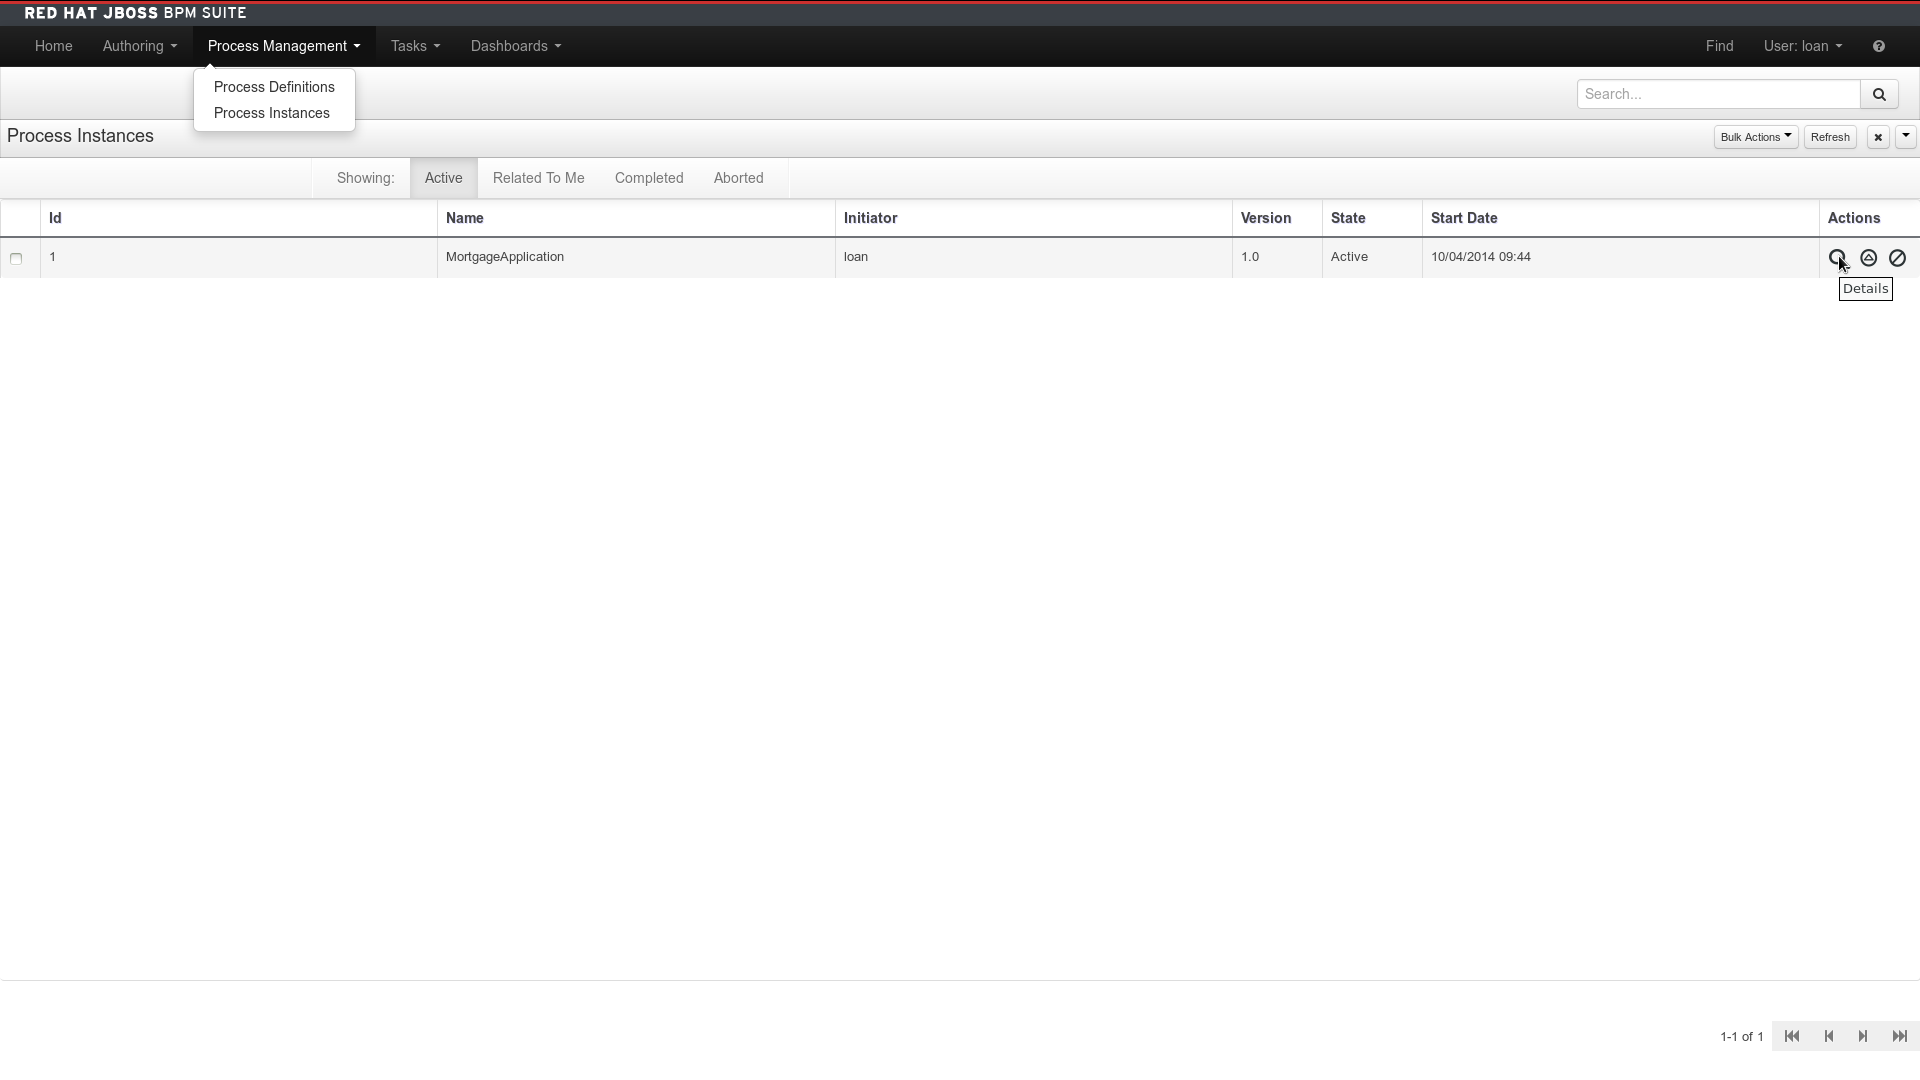 RED HAT JBOSS BPM SUITE
Home Authoring Process Management Tasks Dashboards Find User: loan
Process Definitions
Search...
Process Instances
Process Instances
Bulk Actions Refresh
Showing: Active Related To Me Completed Aborted
Id Name Initiator Version State Start Date Actions
1 MortgageApplication loan 1.0 Active 10/04/2014 09:44
Details
1-1 of 1